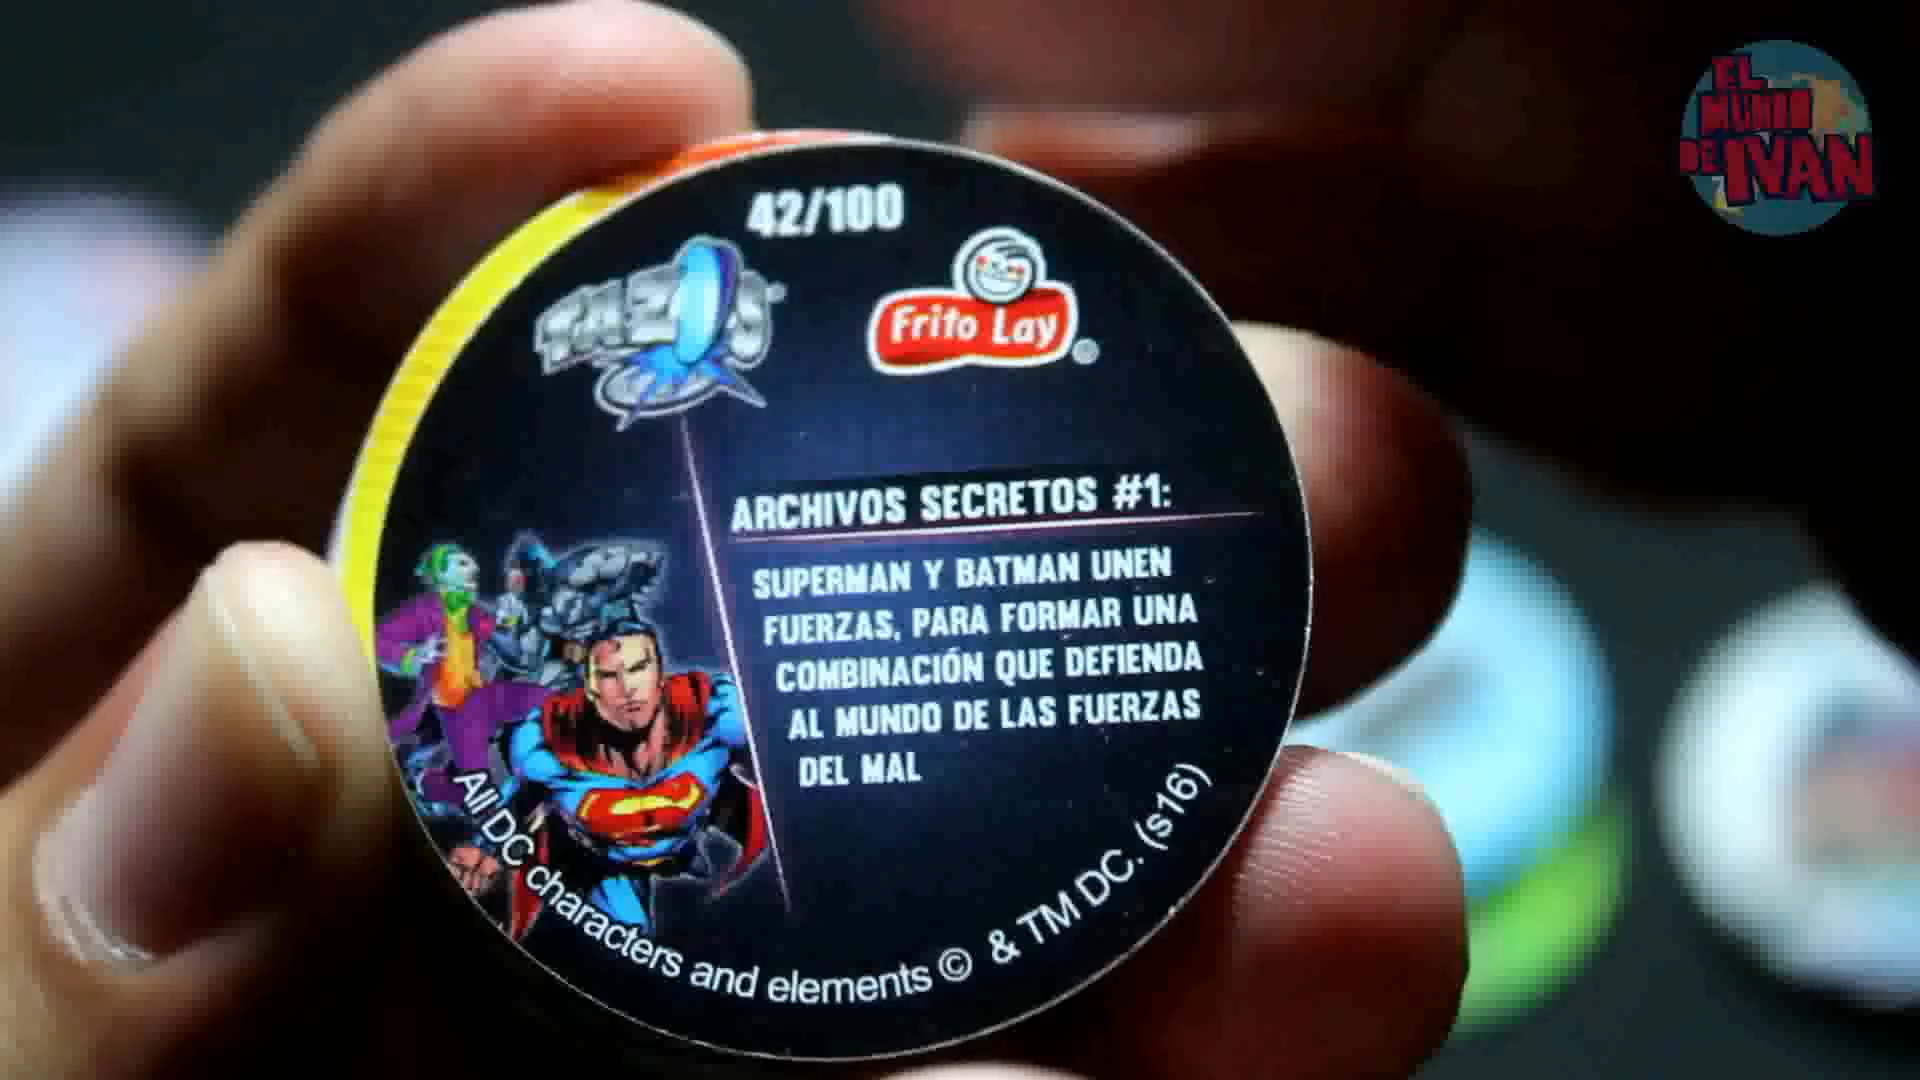 EL
MUNDO
DE IVAN
42/100
TAZOS
Frito Lay
ARCHIVOS SECRETOS #1:
SUPERMAN Y BATMAN UNEN
FUERZAS, PARA FORMAR UNA
COMBINACIÓN QUE DEFIENDA
AL MUNDO DE LAS FUERZAS
DEL MAL
All DC characters and elements © & TM DC. (s16)